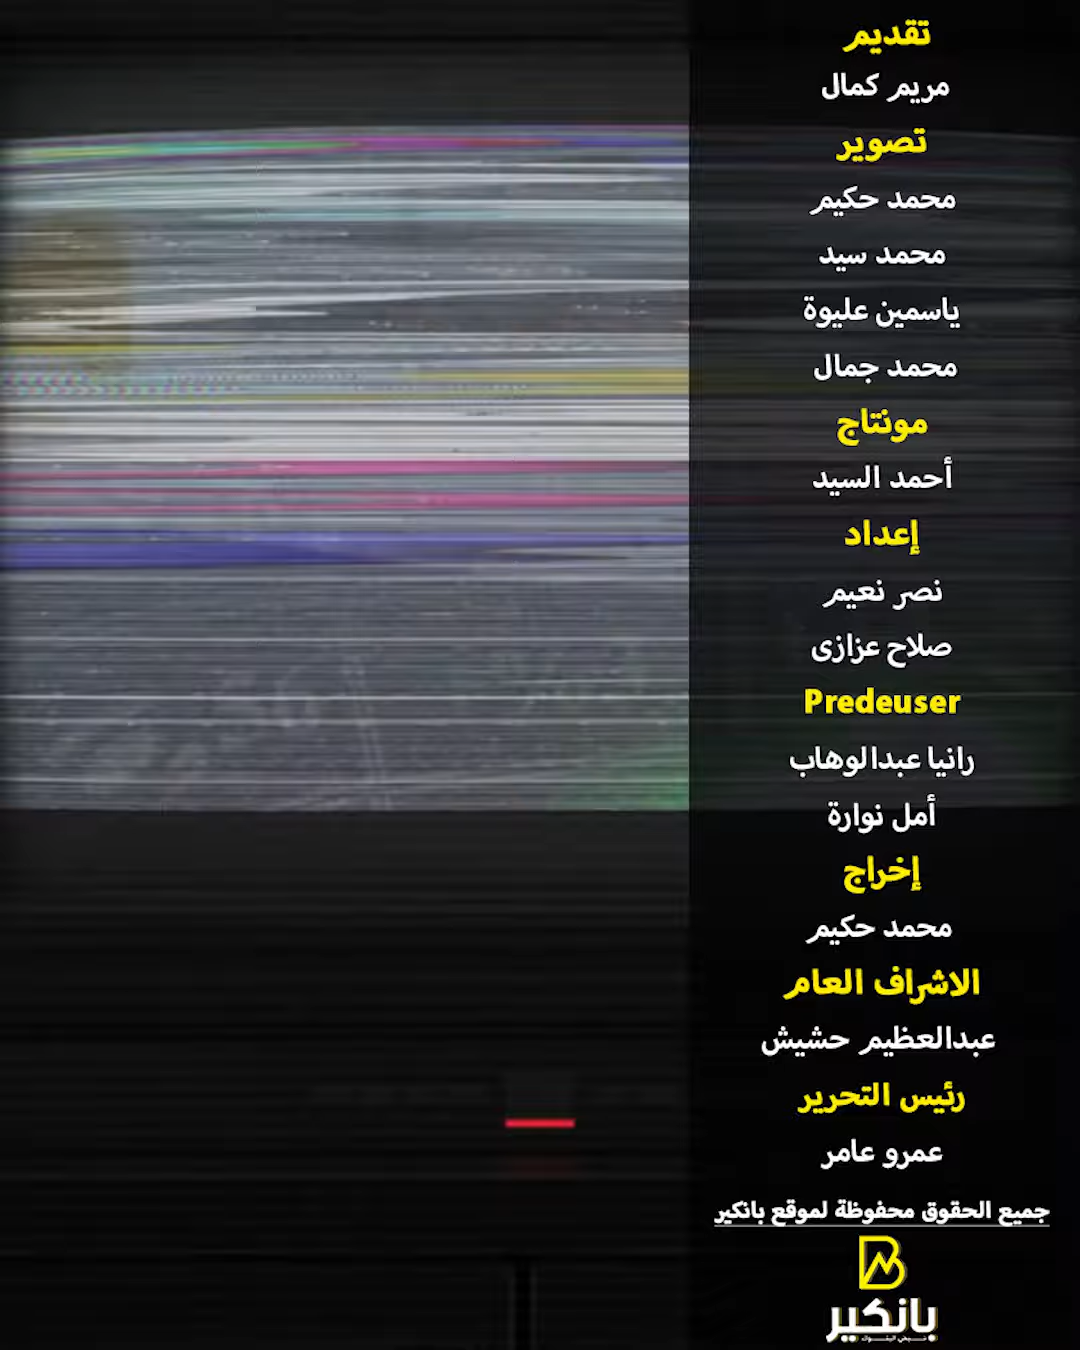 تقديم
مريم كمال
تصوير
محمد حكيم
محمد سيد
ياسمين عليوة
محمد جمال
مونتاج
أحمد السيد
إعداد
نصر نعيم
صلاح عزازى
Predeuser
رانيا عبدالوهاب
أمل نوارة
إخراج
محمد حكيم
الاشراف العام
عبدالعظيم حشيش
رئيس التحرير
عمرو عامر
جميع الحقوق محفوظة لموقع بانكير
بانكير